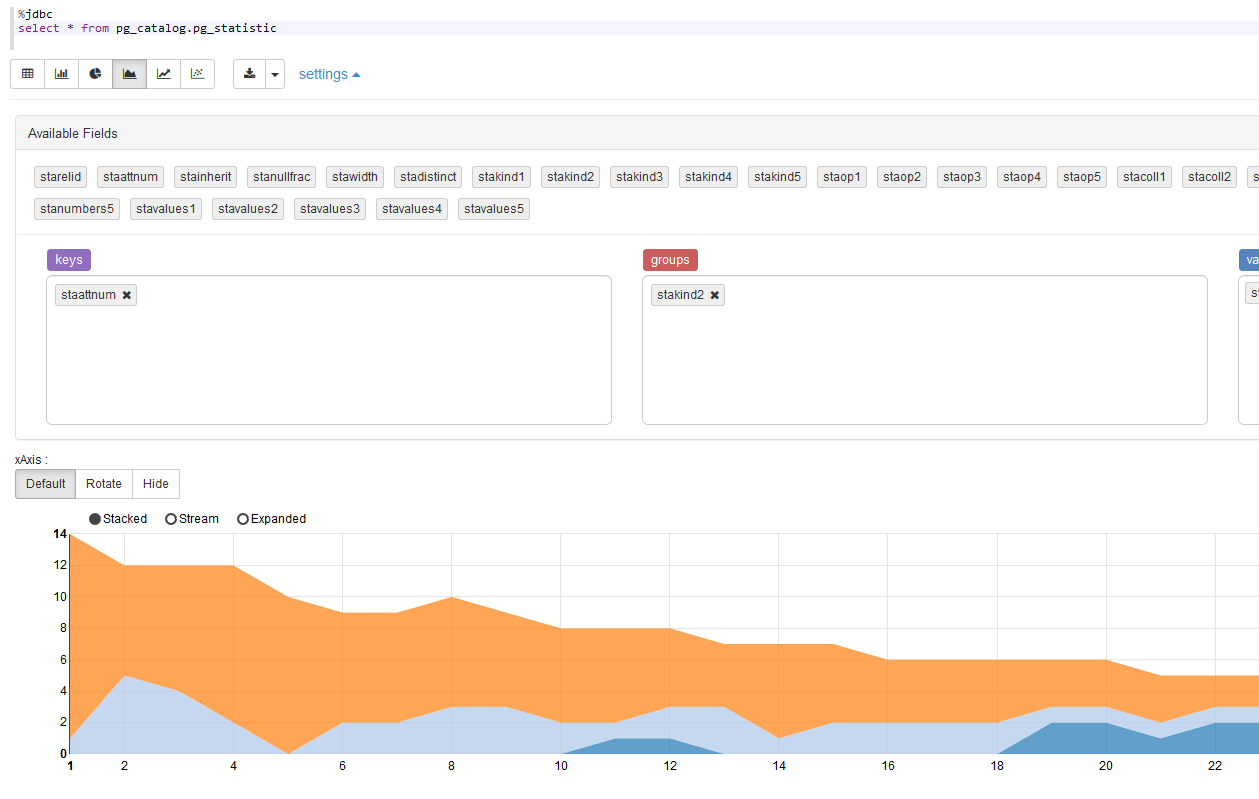 %jdbc
select * from pg_catalog.pg_statistic
settings
Available Fields
starelid staattnum stainherit stanullfrac stawidth stadistinct stakind1 stakind2 stakind3 stakind4 stakind5 staop1 staop2 staop3 staop4 staop5 stacoll1 stacoll2 s
stanumbers5 stavalues1 stavalues2 stavalues3 stavalues4 stavalues5
keys groups va
staattnum ✖ stakind2 ✖ s
xAxis :
Default Rotate Hide
Stacked Stream Expanded
14
12
10
8
6
4
2
0
1 2 4 6 8 10 12 14 16 18 20 22